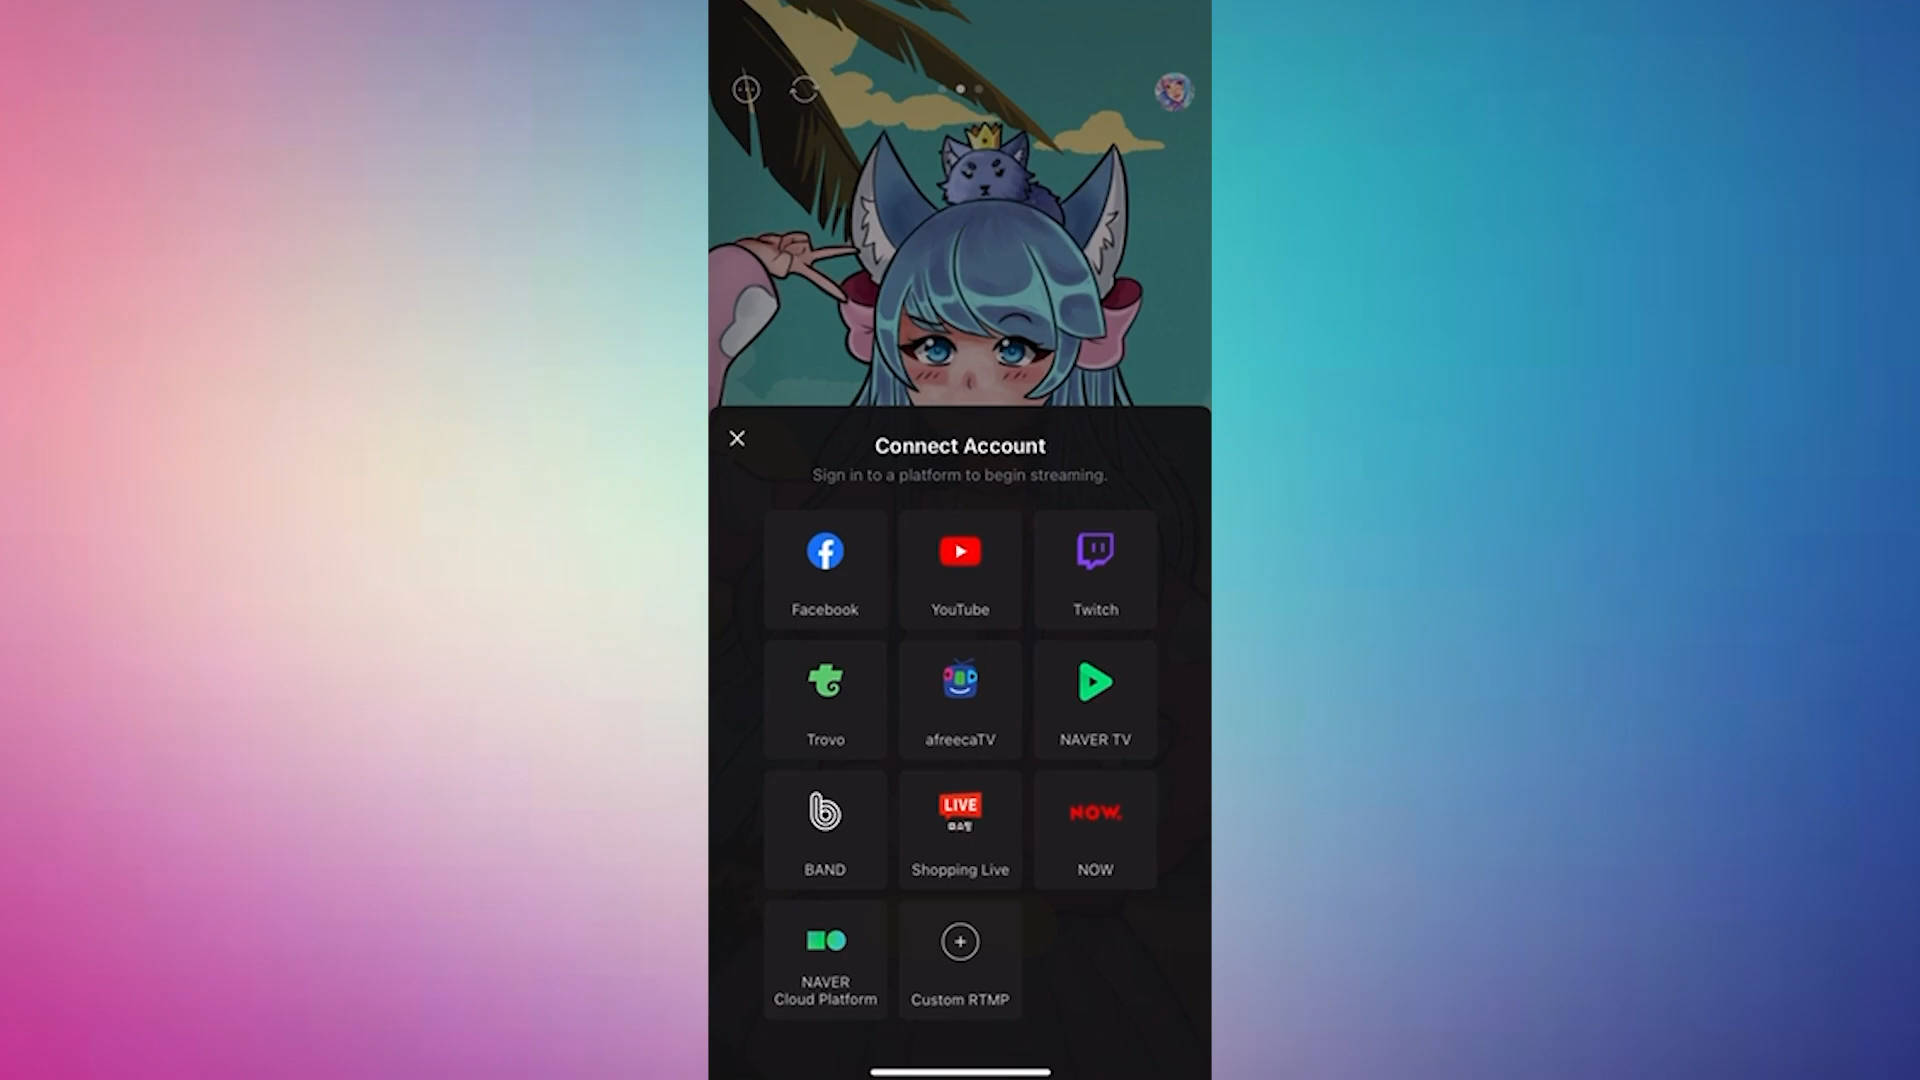 Connect Account
Sign in to a platform to begin streaming.
Facebook
YouTube
Twitch
Trovo
afreecaTV
NAVER TV
LIVE
NOW.
BAND
Shopping Live
NOW
NAVER
Cloud Platform
Custom RTMP